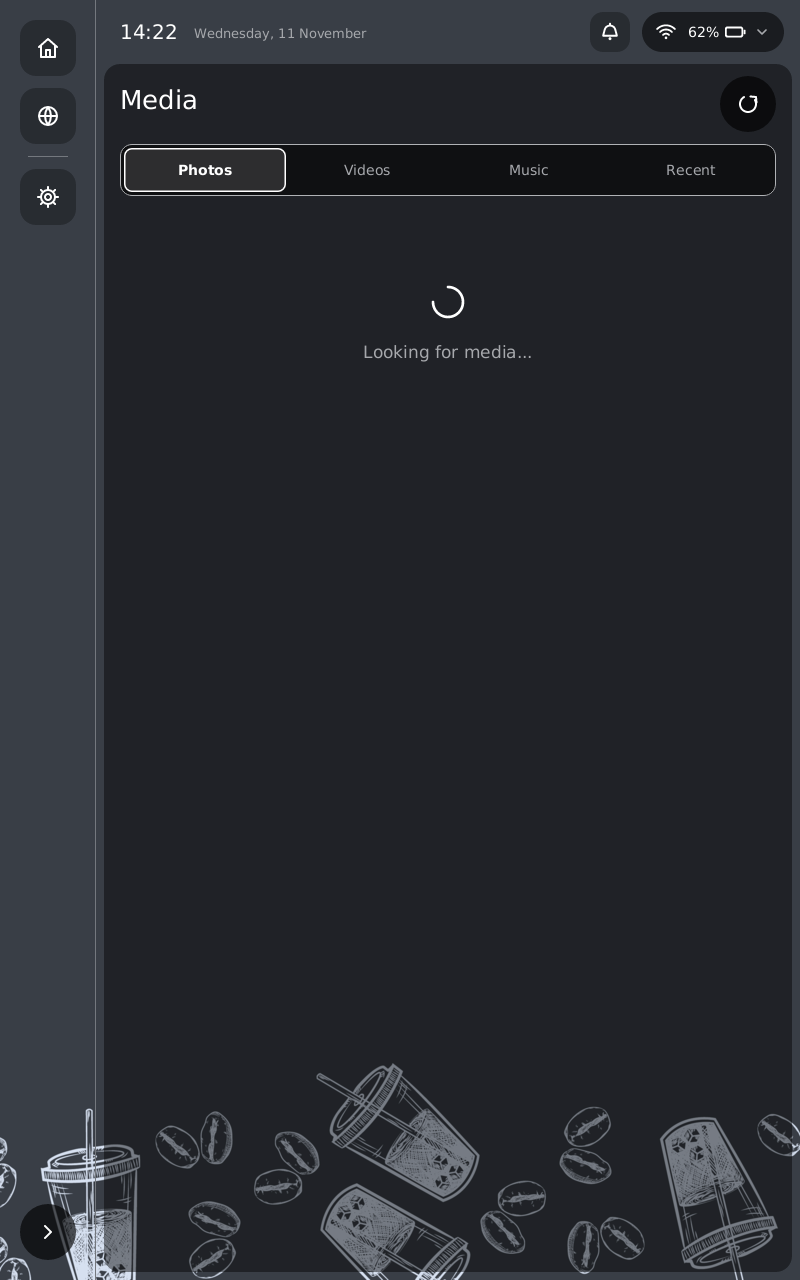 14:22 Wednesday, 11 November
62%
Media
Photos Videos Music Recent
Looking for media...